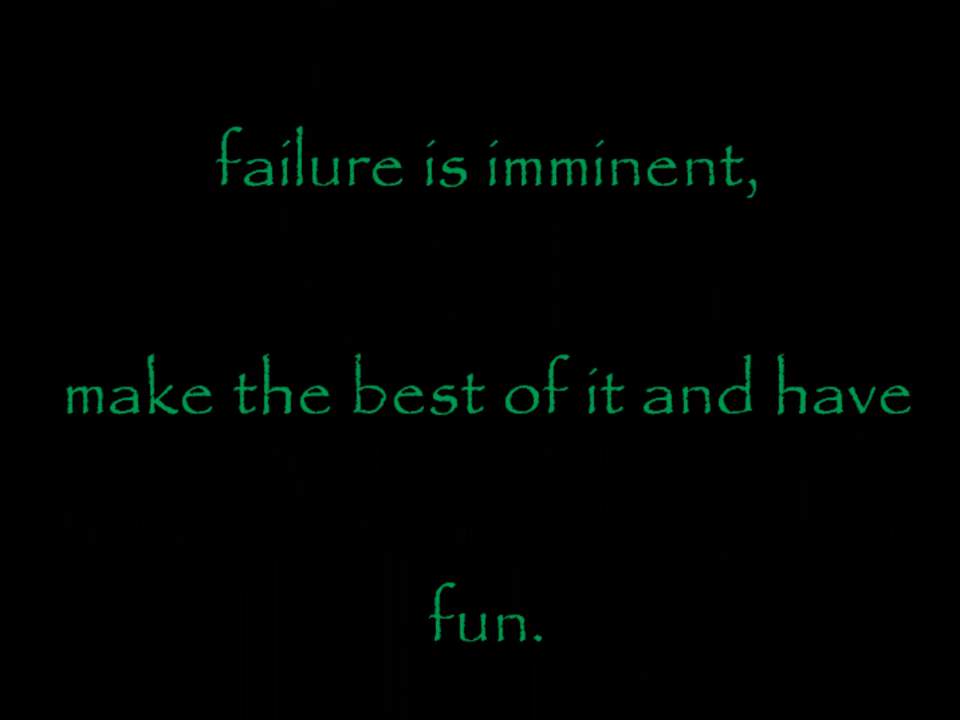 failure is imminent,
make the best of it and have
fun.